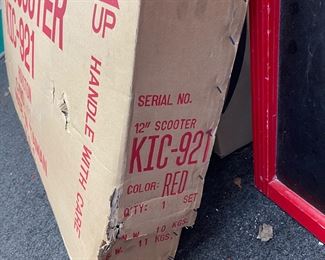 UP
SCOOTER
KIC-921
HANDLE WITH CARE
SERIAL NO.
12" SCOOTER
KIC-921
COLOR: RED
Q'TY: 1 SET
N.W. 10 KGS.
W. 11 KGS.